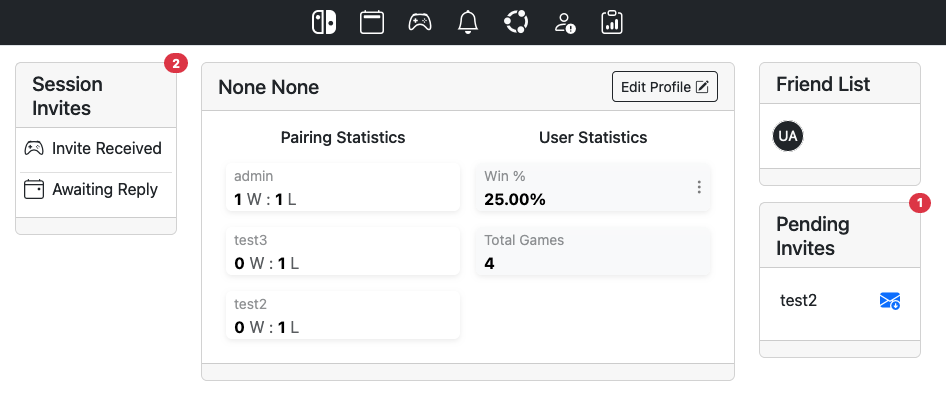 2
Session
Invites
Invite Received
Awaiting Reply
None None
Edit Profile
Pairing Statistics
admin
1 W : 1 L
test3
0 W : 1 L
test2
0 W : 1 L
User Statistics
Win %
25.00%
Total Games
4
Friend List
UA
1
Pending
Invites
test2